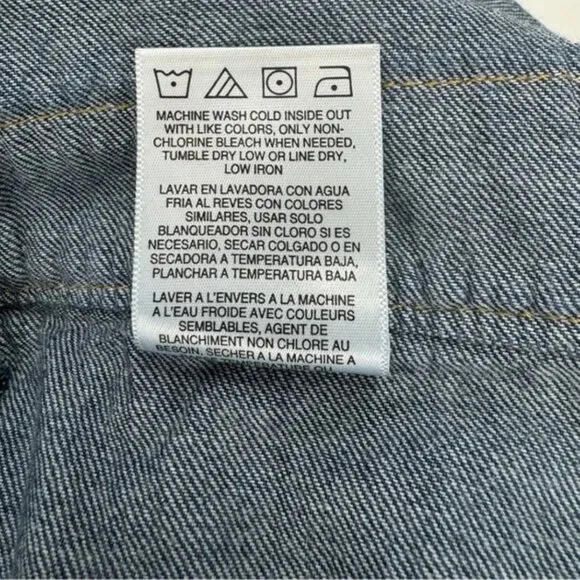 MACHINE WASH COLD INSIDE OUT
WITH LIKE COLORS, ONLY NON-
CHLORINE BLEACH WHEN NEEDED,
TUMBLE DRY LOW OR LINE DRY,
LOW IRON
LAVAR EN LAVADORA CON AGUA
FRIA AL REVES CON COLORES
SIMILARES, USAR SOLO
BLANQUEADOR SIN CLORO SI ES
NECESARIO, SECAR COLGADO O EN
SECADORA A TEMPERATURA BAJA,
PLANCHAR A TEMPERATURA BAJA
LAVER A L'ENVERS A LA MACHINE
A L'EAU FROIDE AVEC COULEURS
SEMBLABLES, AGENT DE
BLANCHIMENT NON CHLORE AU
BESOIN. SECHER A LA MACHINE A
TEMPERATURE OU